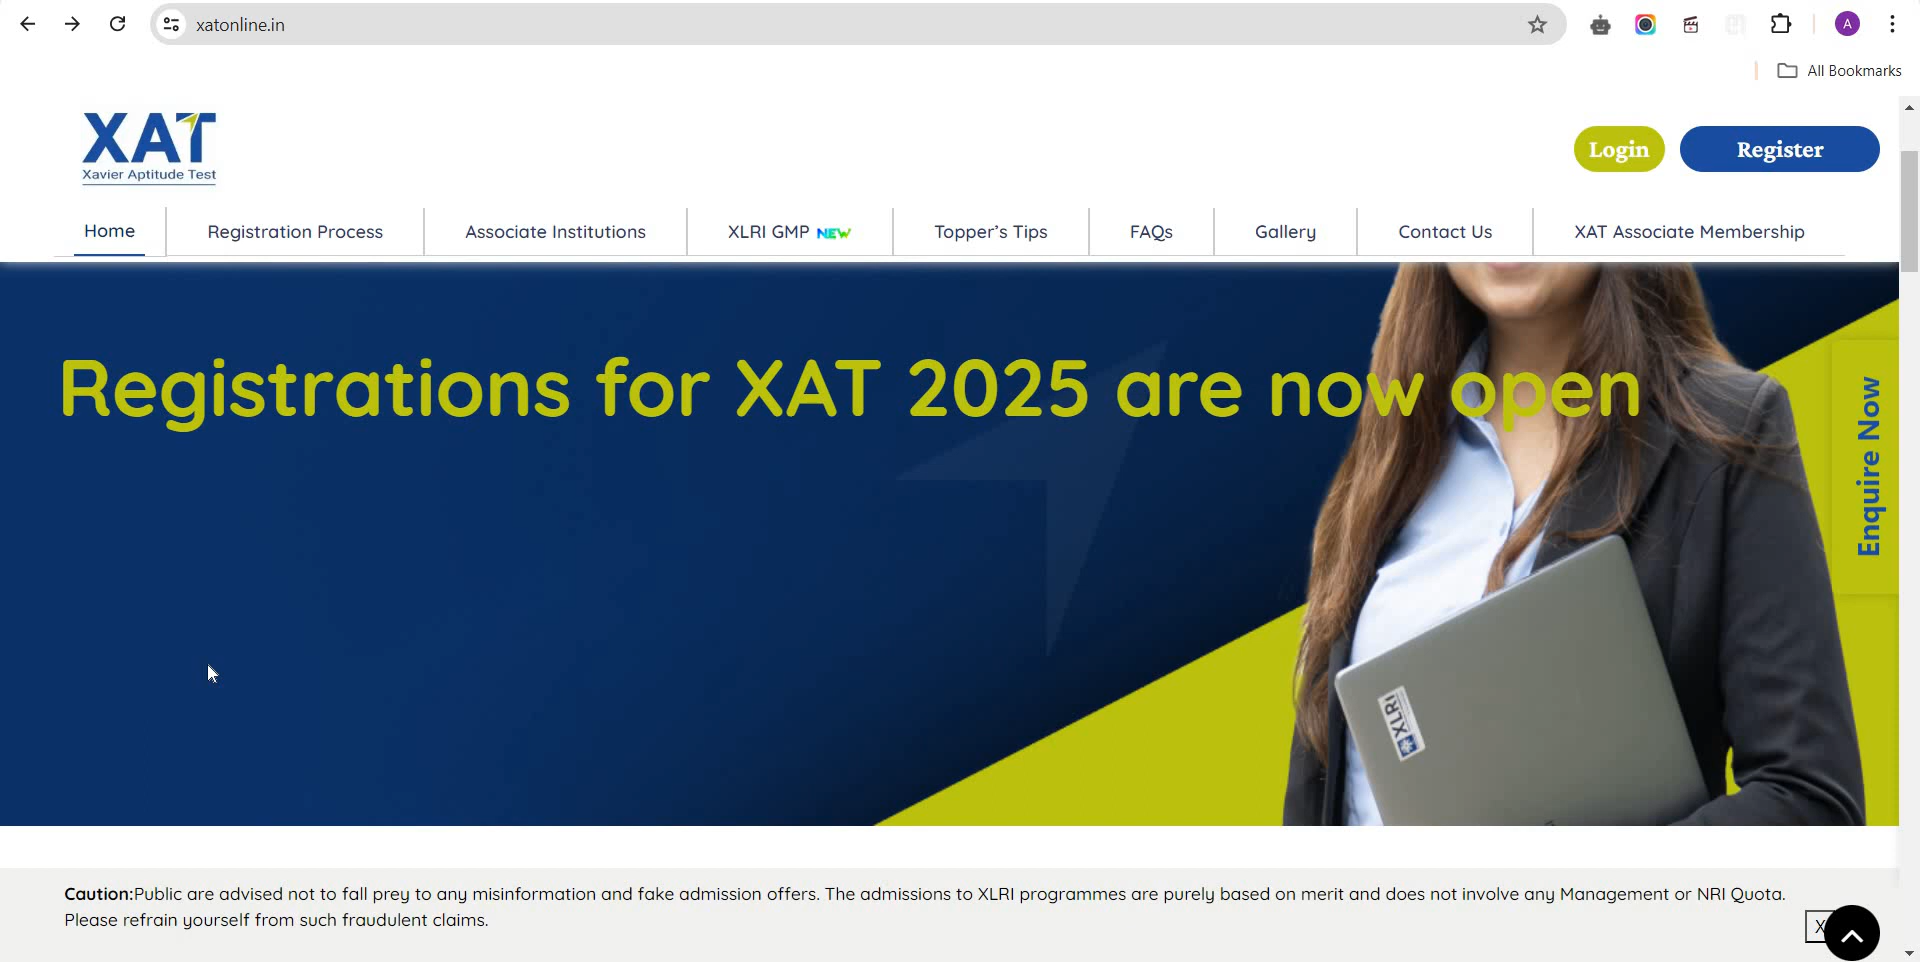 xatonline.in
A
All Bookmarks
XAT
Xavier Aptitude Test
Login
Register
Home
Registration Process
Associate Institutions
XLRI GMP NEW
Topper's Tips
FAQs
Gallery
Contact Us
XAT Associate Membership
Registrations for XAT 2025 are now open
Enquire Now
XLRI
Caution:Public are advised not to fall prey to any misinformation and fake admission offers. The admissions to XLRI programmes are purely based on merit and does not involve any Management or NRI Quota.
Please refrain yourself from such fraudulent claims.
X